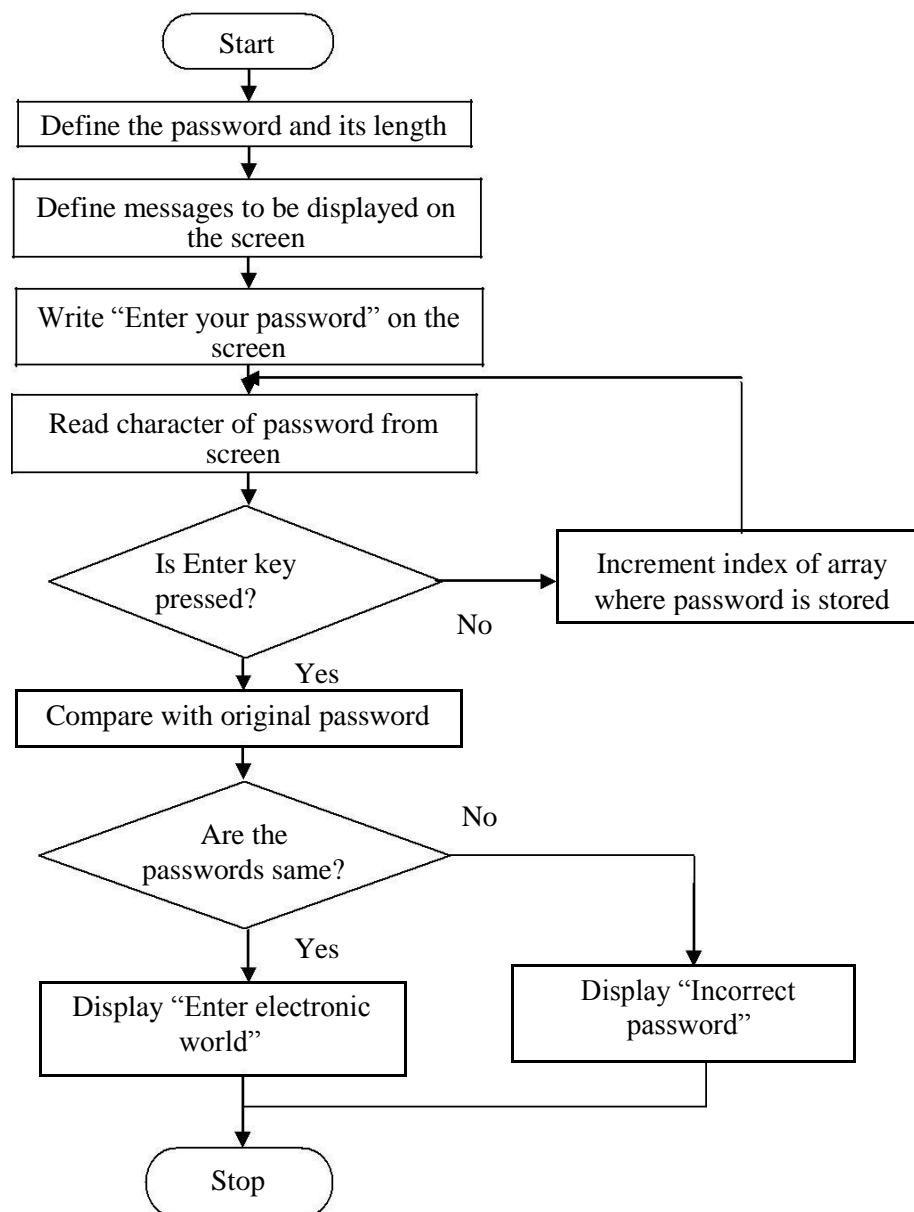 Start
Define the password and its length
Define messages to be displayed on
the screen
Write “Enter your password” on the
screen
Read character of password from
screen
Is Enter key
pressed?
No
Increment index of array
where password is stored
Yes
Compare with original password
Are the
passwords same?
No
Yes
Display “Enter electronic
world”
Display “Incorrect
password”
Stop